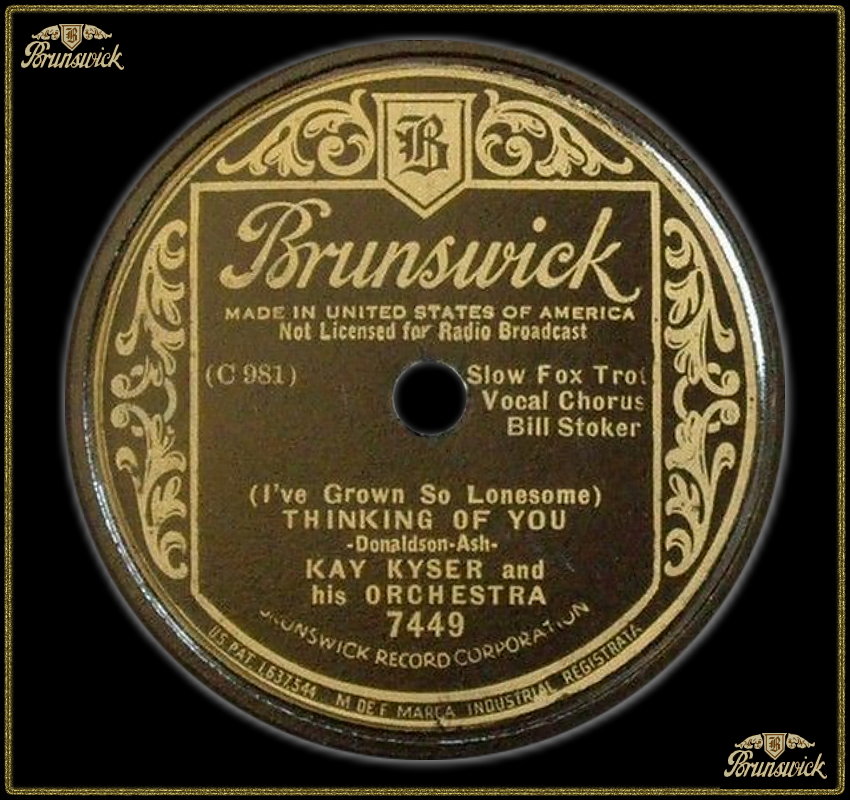 Brunswick
B
Brunswick
MADE IN UNITED STATES OF AMERICA
Not Licensed for Radio Broadcast
(C 981)
Slow Fox Trot
Vocal Chorus
Bill Stoker
(I've Grown So Lonesome)
THINKING OF YOU
-Donaldson-Ash-
KAY KYSER and
his ORCHESTRA
7449
BRUNSWICK RECORD CORPORATION
U.S. PAT. 1,637,544 M DE F MARCA INDUSTRIAL REGISTRATA
Brunswick